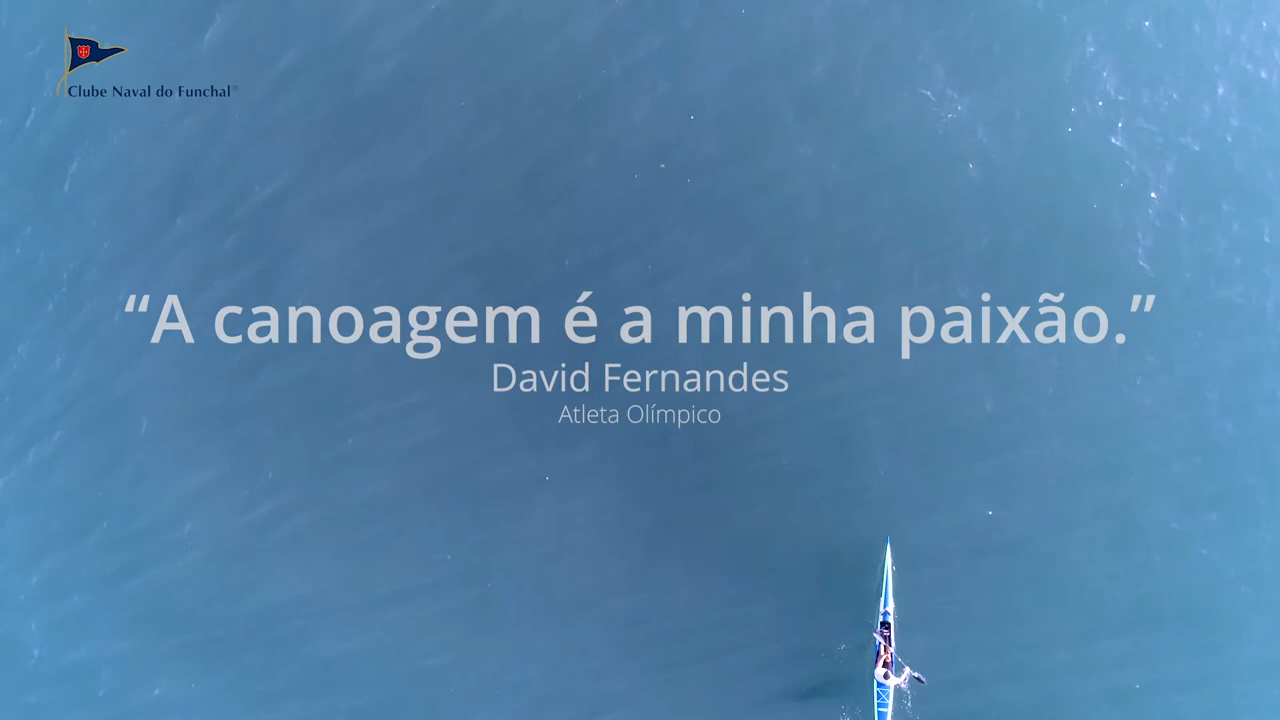 Clube Naval do Funchal®
“A canoagem é a minha paixão.”
David Fernandes
Atleta Olímpico